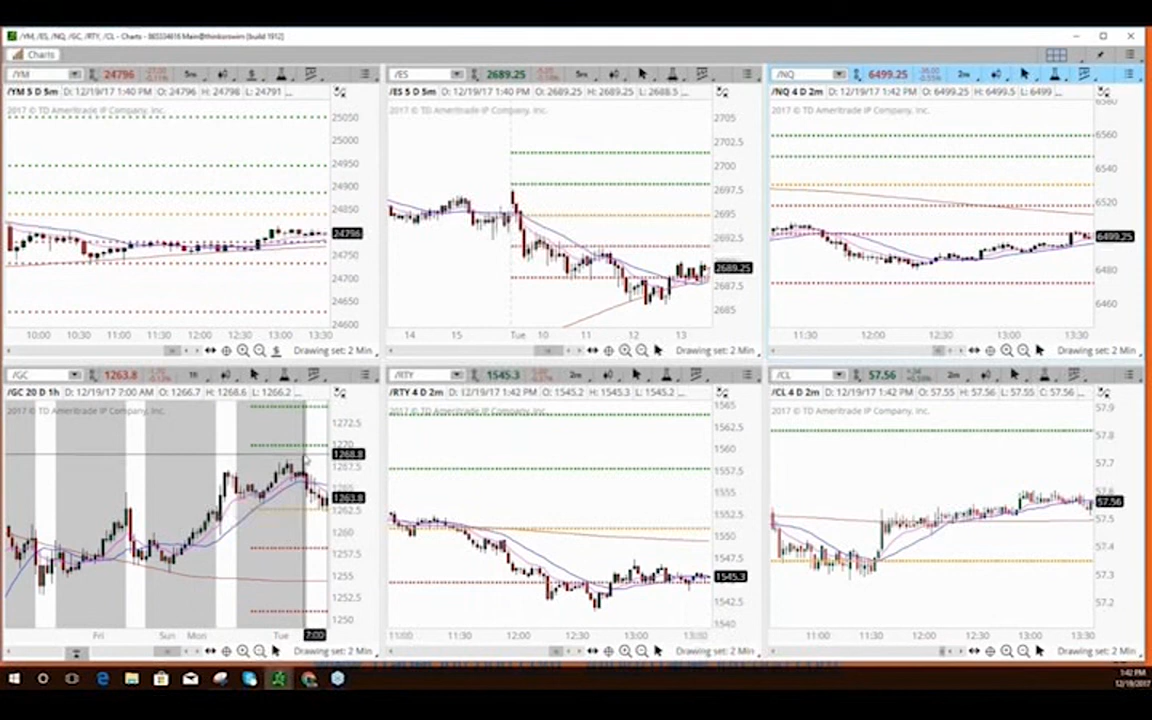 /YM, /ES, /NQ, /GC, /RTY, /CL - Charts - 865334616 Main@thinkorswim [build 1912]
Charts
/YM 24796 5m
/YM 5 D 5m D: 12/19/17 1:40 PM O: 24796 H: 24798 L: 24791 ...
2017 © TD Ameritrade IP Company, Inc.
25050
25000
24950
24900
24850
24796
24750
24700
24650
24600
10:00 10:30 11:00 11:30 12:00 12:30 13:00 13:30
Drawing set: 2 Min
/ES 2689.25 5m
/ES 5 D 5m D: 12/19/17 1:40 PM O: 2689.25 H: 2689.25 L: 2688.5 ...
2017 © TD Ameritrade IP Company, Inc.
2705
2702.5
2700
2697.5
2695
2692.5
2689.25
2687.5
2685
14 15 Tue 10 11 12 13
Drawing set: 2 Min
/NQ 6499.25 2m
/NQ 4 D 2m D: 12/19/17 1:42 PM O: 6499.25 H: 6499.5 L: 6499 ...
2017 © TD Ameritrade IP Company, Inc.
6580
6560
6540
6520
6499.25
6480
6460
11:30 12:00 12:30 13:00 13:30
Drawing set: 2 Min
/GC 1263.8 1h
/GC 20 D 1h D: 12/19/17 7:00 AM O: 1266.7 H: 1268.6 L: 1266.2 ...
2017 © TD Ameritrade IP Company, Inc.
1272.5
1270
1268.8
1267.5
1265
1263.8
1262.5
1260
1257.5
1255
1252.5
1250
Fri Sun Mon Tue 7:00
Drawing set: 2 Min
/RTY 1545.3 2m
/RTY 4 D 2m D: 12/19/17 1:42 PM O: 1545.2 H: 1545.3 L: 1545.2 ...
2017 © TD Ameritrade IP Company, Inc.
1565
1562.5
1560
1557.5
1555
1552.5
1550
1547.5
1545.3
1542.5
1540
11:00 11:30 12:00 12:30 13:00
Drawing set: 2 Min
/CL 57.56 2m
/CL 4 D 2m D: 12/19/17 1:42 PM O: 57.55 H: 57.56 L: 57.55 C: 57.56 ...
2017 © TD Ameritrade IP Company, Inc.
57.9
57.8
57.7
57.6
57.56
57.5
57.4
57.3
57.2
11:00 11:30 12:00 12:30 13:00 13:30
Drawing set: 2 Min
1:42 PM
12/19/2017